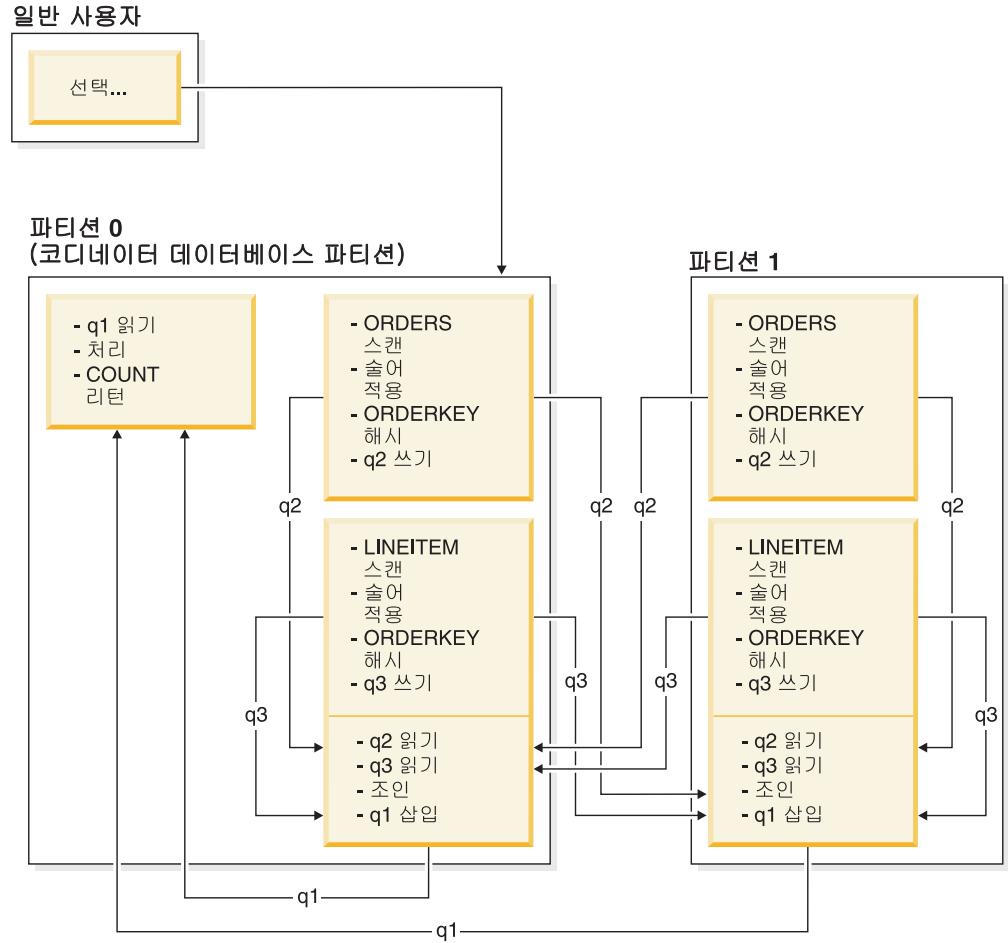 일반 사용자
선택...
파티션 0
(코디네이터 데이터베이스 파티션)
- q1 읽기
- 처리
- COUNT
리턴
- ORDERS
스캔
- 술어
적용
- ORDERKEY
해시
- q2 쓰기
q2
q2
- LINEITEM
스캔
- 술어
적용
- ORDERKEY
해시
- q3 쓰기
q3
q3
- q2 읽기
- q3 읽기
- 조인
- q1 삽입
파티션 1
- ORDERS
스캔
- 술어
적용
- ORDERKEY
해시
- q2 쓰기
q2
q2
- LINEITEM
스캔
- 술어
적용
- ORDERKEY
해시
- q3 쓰기
q3
q3
- q2 읽기
- q3 읽기
- 조인
- q1 삽입
q1
q1